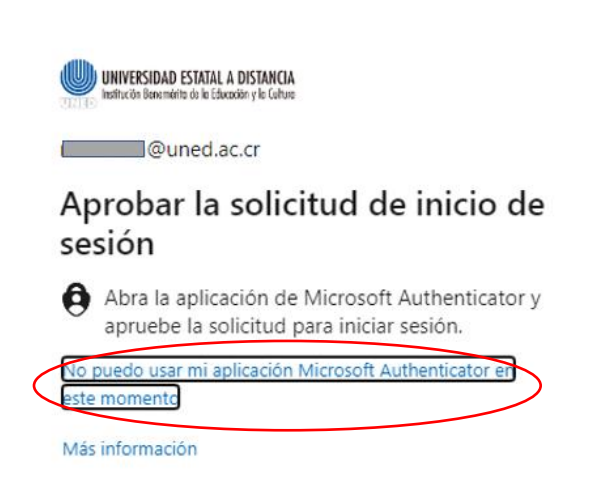 UNIVERSIDAD ESTATAL A DISTANCIA
Institución Benemérita de la Educación y la Cultura
UNED
@uned.ac.cr
Aprobar la solicitud de inicio de
sesión
Abra la aplicación de Microsoft Authenticator y
apruebe la solicitud para iniciar sesión.
No puedo usar mi aplicación Microsoft Authenticator en
este momento
Más información